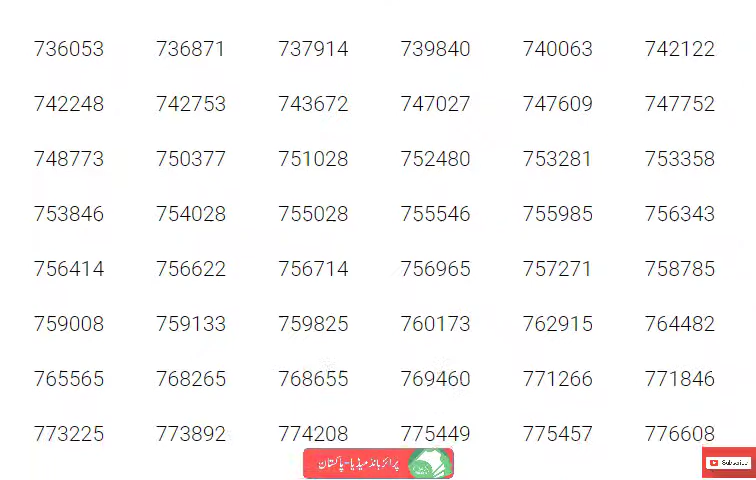 736053 736871 737914 739840 740063 742122
742248 742753 743672 747027 747609 747752
748773 750377 751028 752480 753281 753358
753846 754028 755028 755546 755985 756343
756414 756622 756714 756965 757271 758785
759008 759133 759825 760173 762915 764482
765565 768265 768655 769460 771266 771846
773225 773892 774208 775449 775457 776608
پرائز بانڈ میڈیا-پاکستان
Subscribe